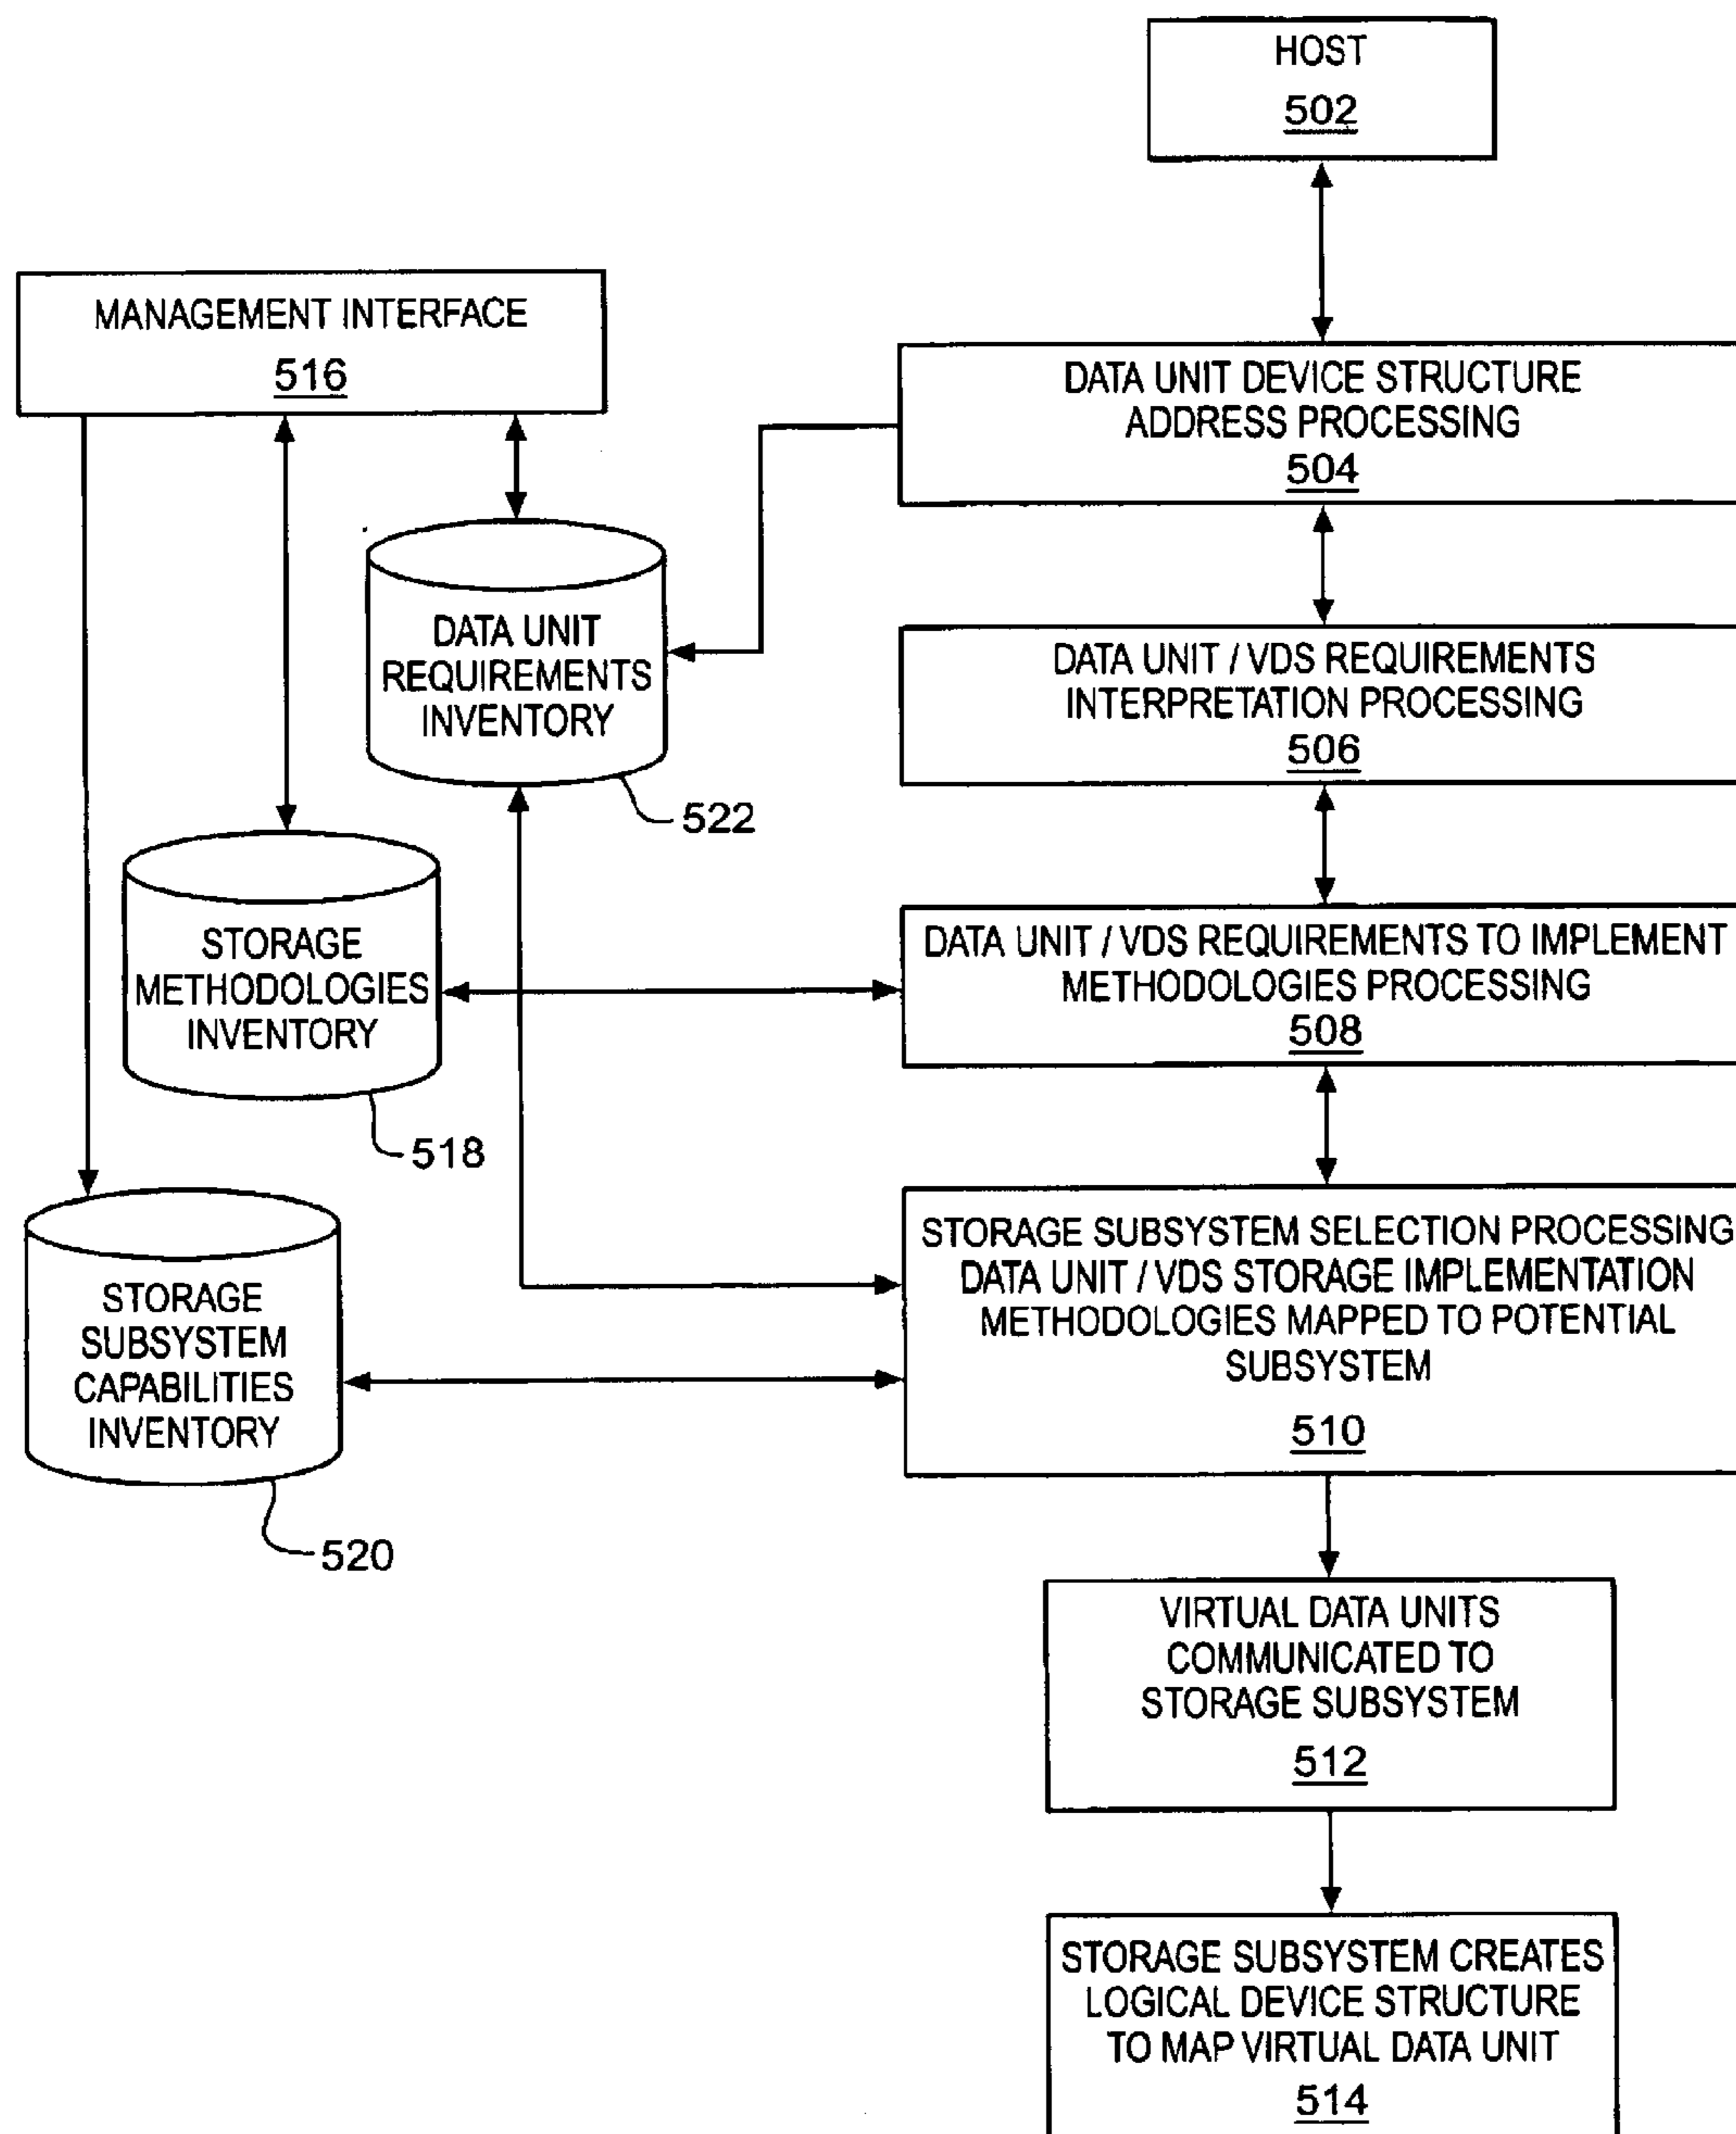 HOST
502
MANAGEMENT INTERFACE
516
DATA UNIT DEVICE STRUCTURE
ADDRESS PROCESSING
504
DATA UNIT
REQUIREMENTS
INVENTORY
522
DATA UNIT / VDS REQUIREMENTS
INTERPRETATION PROCESSING
506
STORAGE
METHODOLOGIES
INVENTORY
518
DATA UNIT / VDS REQUIREMENTS TO IMPLEMENT
METHODOLOGIES PROCESSING
508
STORAGE
SUBSYSTEM
CAPABILITIES
INVENTORY
520
STORAGE SUBSYSTEM SELECTION PROCESSING
DATA UNIT / VDS STORAGE IMPLEMENTATION
METHODOLOGIES MAPPED TO POTENTIAL
SUBSYSTEM
510
VIRTUAL DATA UNITS
COMMUNICATED TO
STORAGE SUBSYSTEM
512
STORAGE SUBSYSTEM CREATES
LOGICAL DEVICE STRUCTURE
TO MAP VIRTUAL DATA UNIT
514